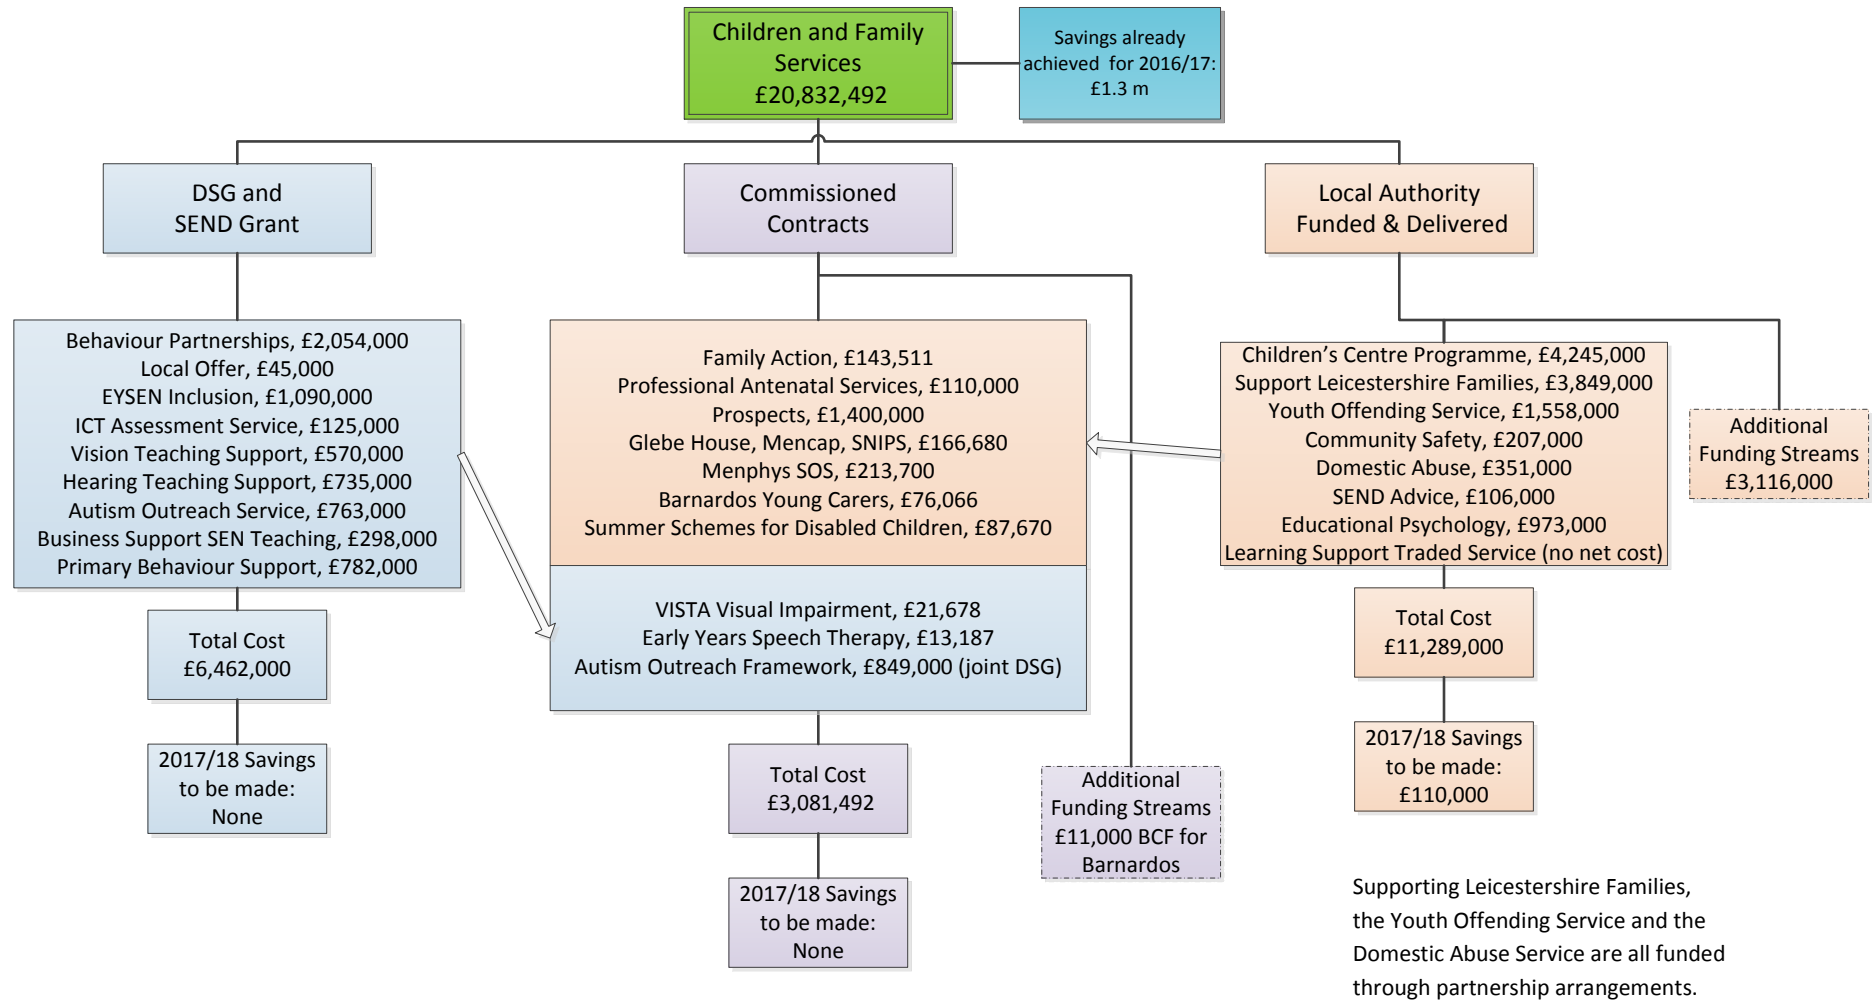 Children and Family
Services
£20,832,492
Savings already
achieved for 2016/17:
£1.3 m
DSG and
SEND Grant
Commissioned
Contracts
Local Authority
Funded & Delivered
Behaviour Partnerships, £2,054,000
Local Offer, £45,000
EYSEN Inclusion, £1,090,000
ICT Assessment Service, £125,000
Vision Teaching Support, £570,000
Hearing Teaching Support, £735,000
Autism Outreach Service, £763,000
Business Support SEN Teaching, £298,000
Primary Behaviour Support, £782,000
Total Cost
£6,462,000
2017/18 Savings
to be made:
None
Family Action, £143,511
Professional Antenatal Services, £110,000
Prospects, £1,400,000
Glebe House, Mencap, SNIPS, £166,680
Menphys SOS, £213,700
Barnardos Young Carers, £76,066
Summer Schemes for Disabled Children, £87,670
VISTA Visual Impairment, £21,678
Early Years Speech Therapy, £13,187
Autism Outreach Framework, £849,000 (joint DSG)
Total Cost
£3,081,492
2017/18 Savings
to be made:
None
Additional
Funding Streams
£11,000 BCF for
Barnardos
Children’s Centre Programme, £4,245,000
Support Leicestershire Families, £3,849,000
Youth Offending Service, £1,558,000
Community Safety, £207,000
Domestic Abuse, £351,000
SEND Advice, £106,000
Educational Psychology, £973,000
Learning Support Traded Service (no net cost)
Additional
Funding Streams
£3,116,000
Total Cost
£11,289,000
2017/18 Savings
to be made:
£110,000
Supporting Leicestershire Families,
the Youth Offending Service and the
Domestic Abuse Service are all funded
through partnership arrangements.